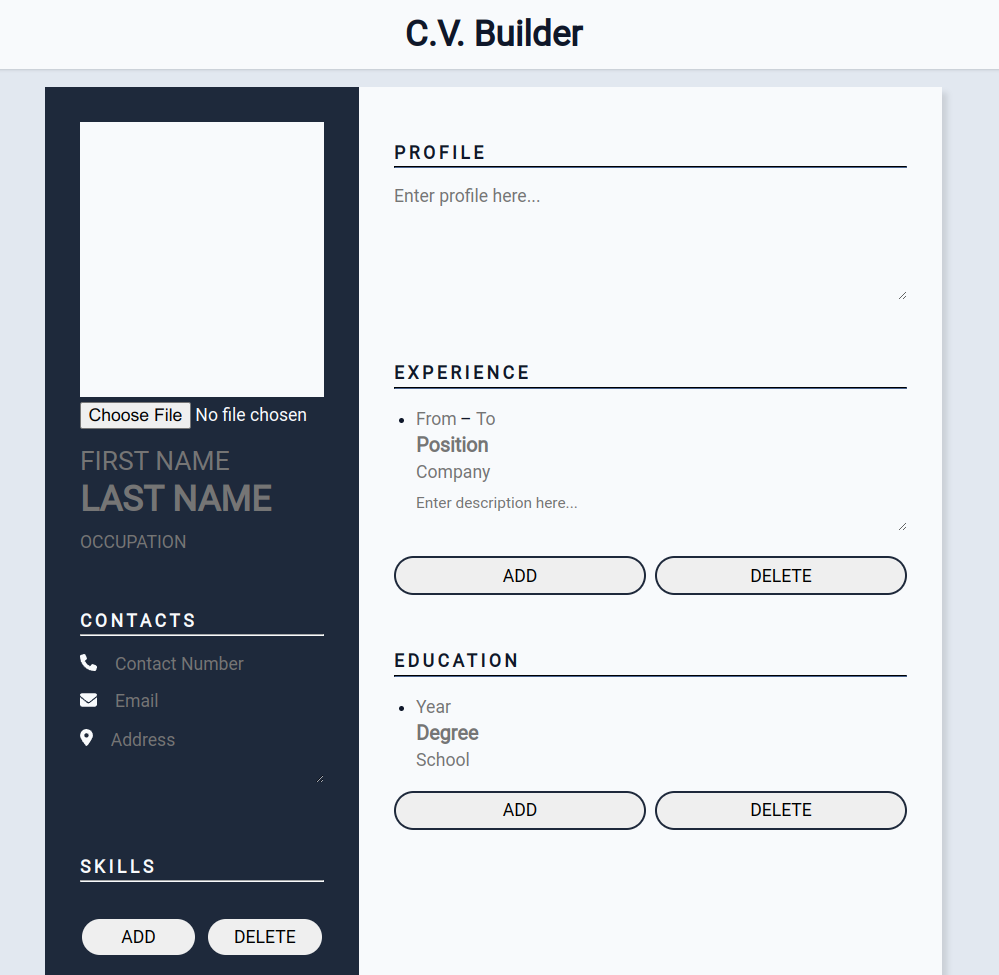 C.V. Builder
Choose File No file chosen
FIRST NAME
LAST NAME
OCCUPATION
CONTACTS
Contact Number
Email
Address
SKILLS
ADD DELETE
PROFILE
Enter profile here...
EXPERIENCE
From – To
Position
Company
Enter description here...
ADD DELETE
EDUCATION
Year
Degree
School
ADD DELETE